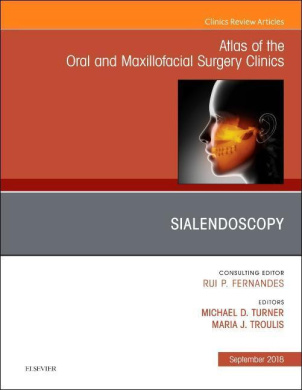 Clinics Review Articles
Atlas of the
Oral and Maxillofacial Surgery Clinics
SIALENDOSCOPY
CONSULTING EDITOR
RUI P. FERNANDES
EDITORS
MICHAEL D. TURNER
MARIA J. TROULIS
ELSEVIER
September 2018